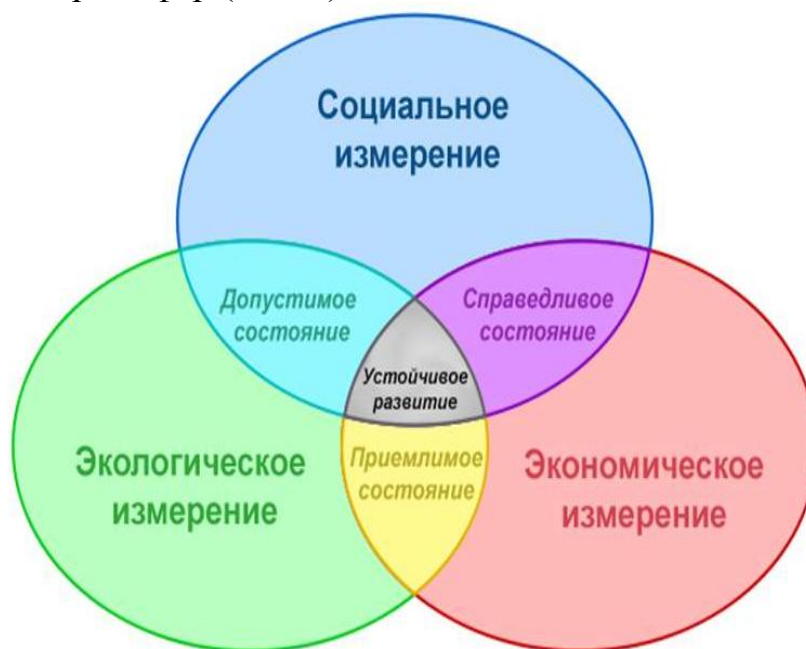 Социальное
измерение
Допустимое
состояние
Справедливое
состояние
Устойчивое
развитие
Экологическое
измерение
Приемлимое
состояние
Экономическое
измерение